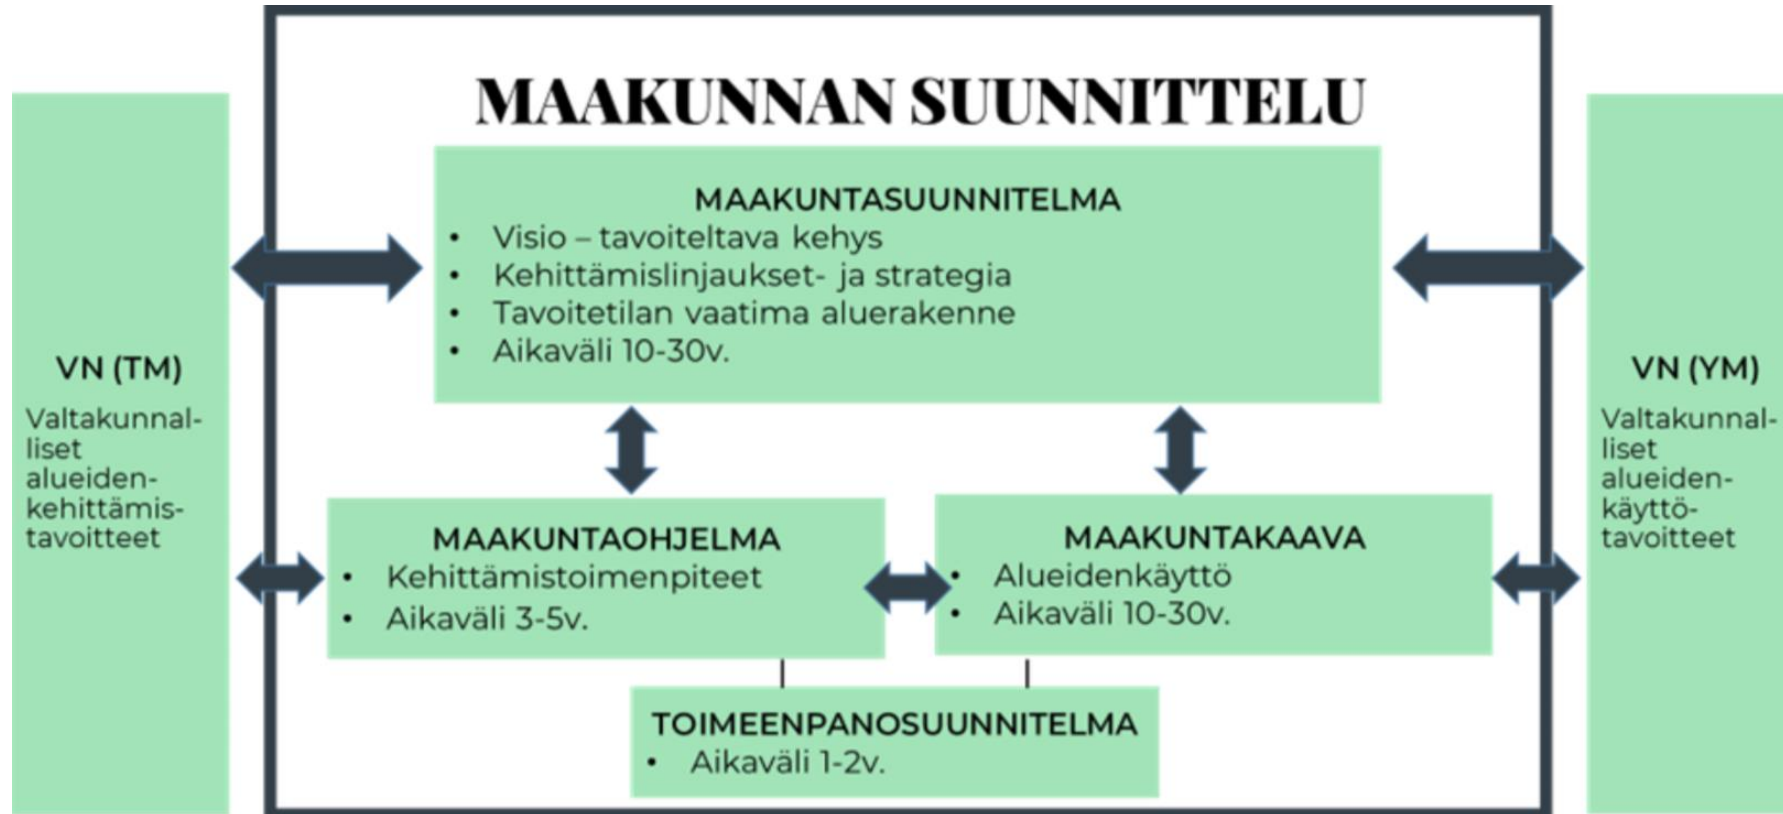 MAAKUNNAN SUUNNITTELU
MAAKUNTASUUNNITELMA
• Visio – tavoiteltava kehys
• Kehittämislinjaukset- ja strategia
• Tavoitetilan vaatima aluerakenne
• Aikaväli 10-30v.
VN (TM)
Valtakunnal-
liset
alueiden-
kehittämis-
tavoitteet
VN (YM)
Valtakunnal-
liset
alueiden-
käyttö-
tavoitteet
MAAKUNTAOHJELMA
• Kehittämistoimenpiteet
• Aikaväli 3-5v.
MAAKUNTAKAAVA
• Alueidenkäyttö
• Aikaväli 10-30v.
TOIMEENPANOSUUNNITELMA
• Aikaväli 1-2v.